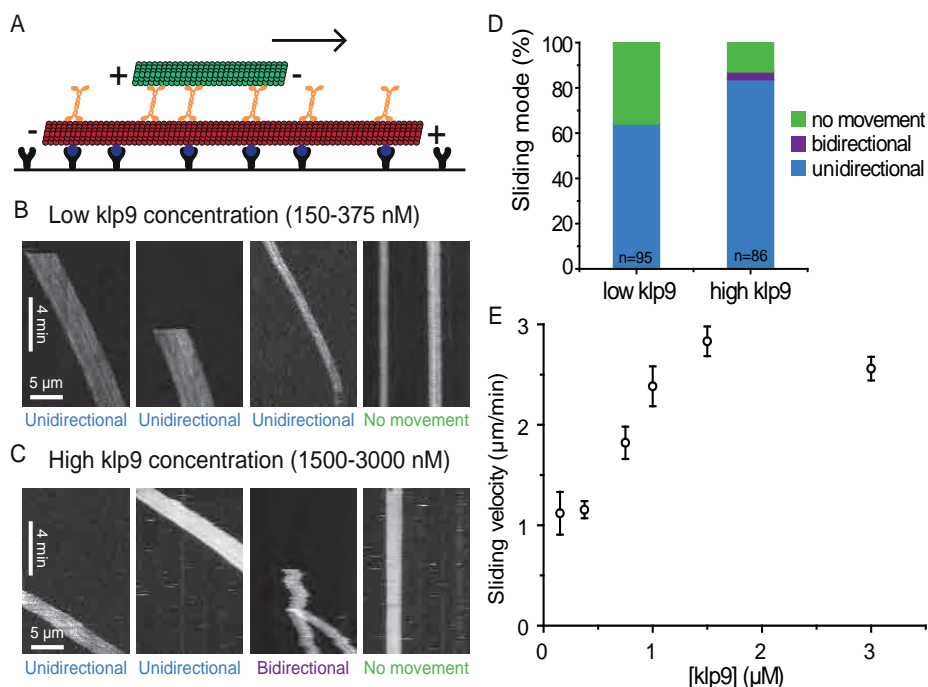 A
+
-
-
+
B Low klp9 concentration (150-375 nM)
4 min
5 µm
Unidirectional Unidirectional Unidirectional No movement
C High klp9 concentration (1500-3000 nM)
4 min
5 µm
Unidirectional Unidirectional Bidirectional No movement
D
Sliding mode (%)
100
80
60
40
20
0
n=95 n=86
low klp9 high klp9
no movement
bidirectional
unidirectional
E
Sliding velocity (µm/min)
3
2
1
0
0 1 2 3
[klp9] (µM)